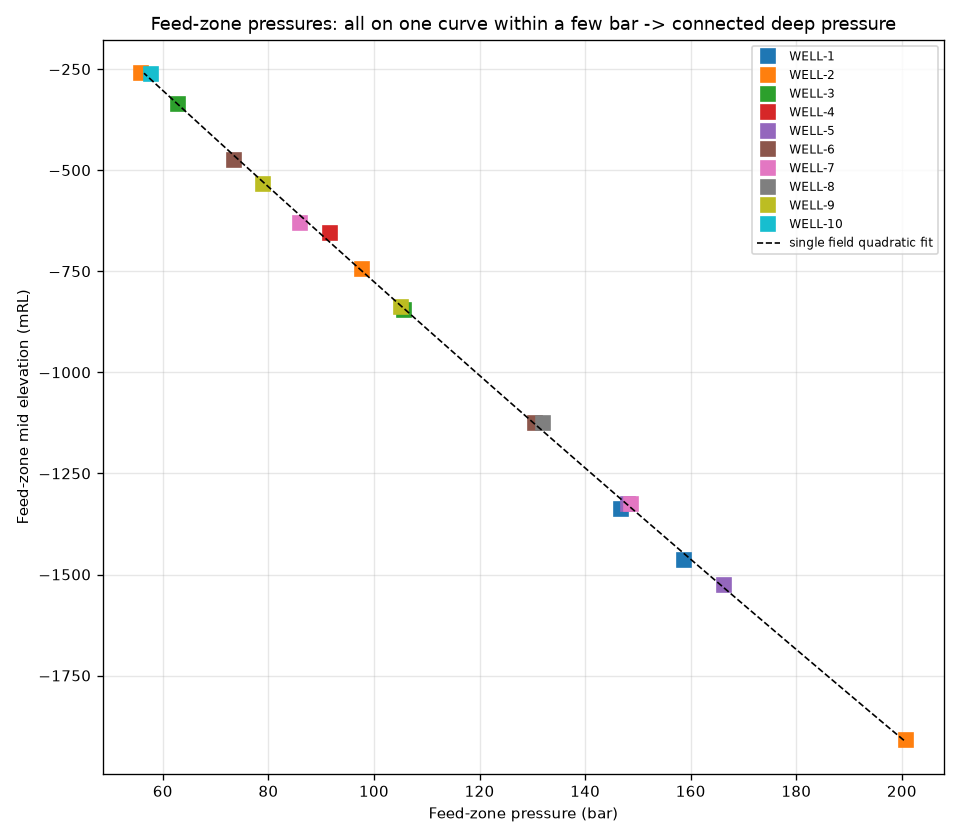 Feed-zone pressures: all on one curve within a few bar -> connected deep pressure
Feed-zone mid elevation (mRL)
−250
−500
−750
−1000
−1250
−1500
−1750
WELL-1
WELL-2
WELL-3
WELL-4
WELL-5
WELL-6
WELL-7
WELL-8
WELL-9
WELL-10
single field quadratic fit
60
80
100
120
140
160
180
200
Feed-zone pressure (bar)